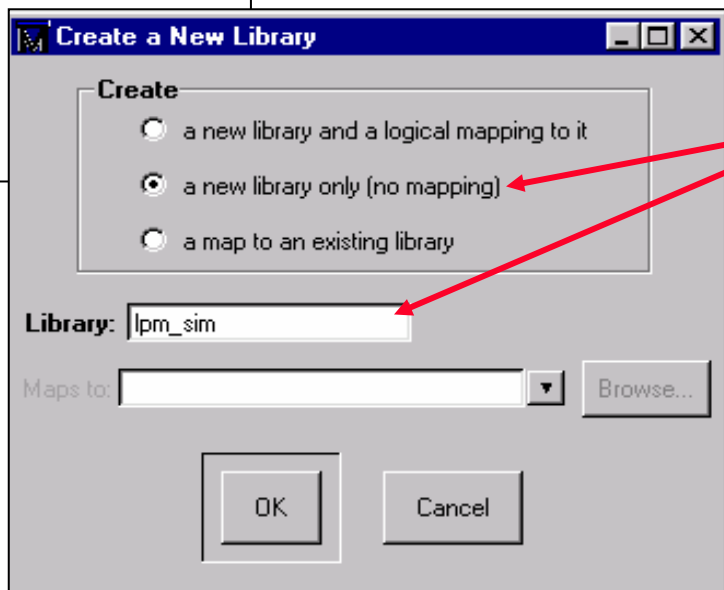 Create a New Library
Create
a new library and a logical mapping to it
a new library only (no mapping)
a map to an existing library
Library: lpm_sim
Maps to: Browse...
OK Cancel